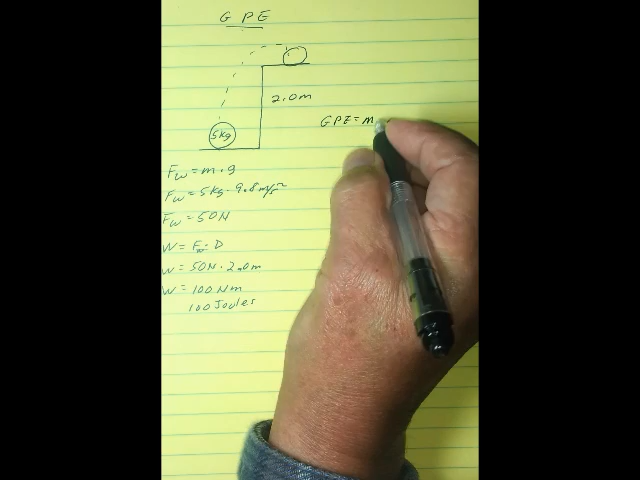 GPE
2.0m
5kg
GPE = m
Fw = m·g
Fw = 5kg · 9.8 m/s²
Fw = 50N
W = Fw · D
W = 50N · 2.0m
W = 100 Nm
100 Joules